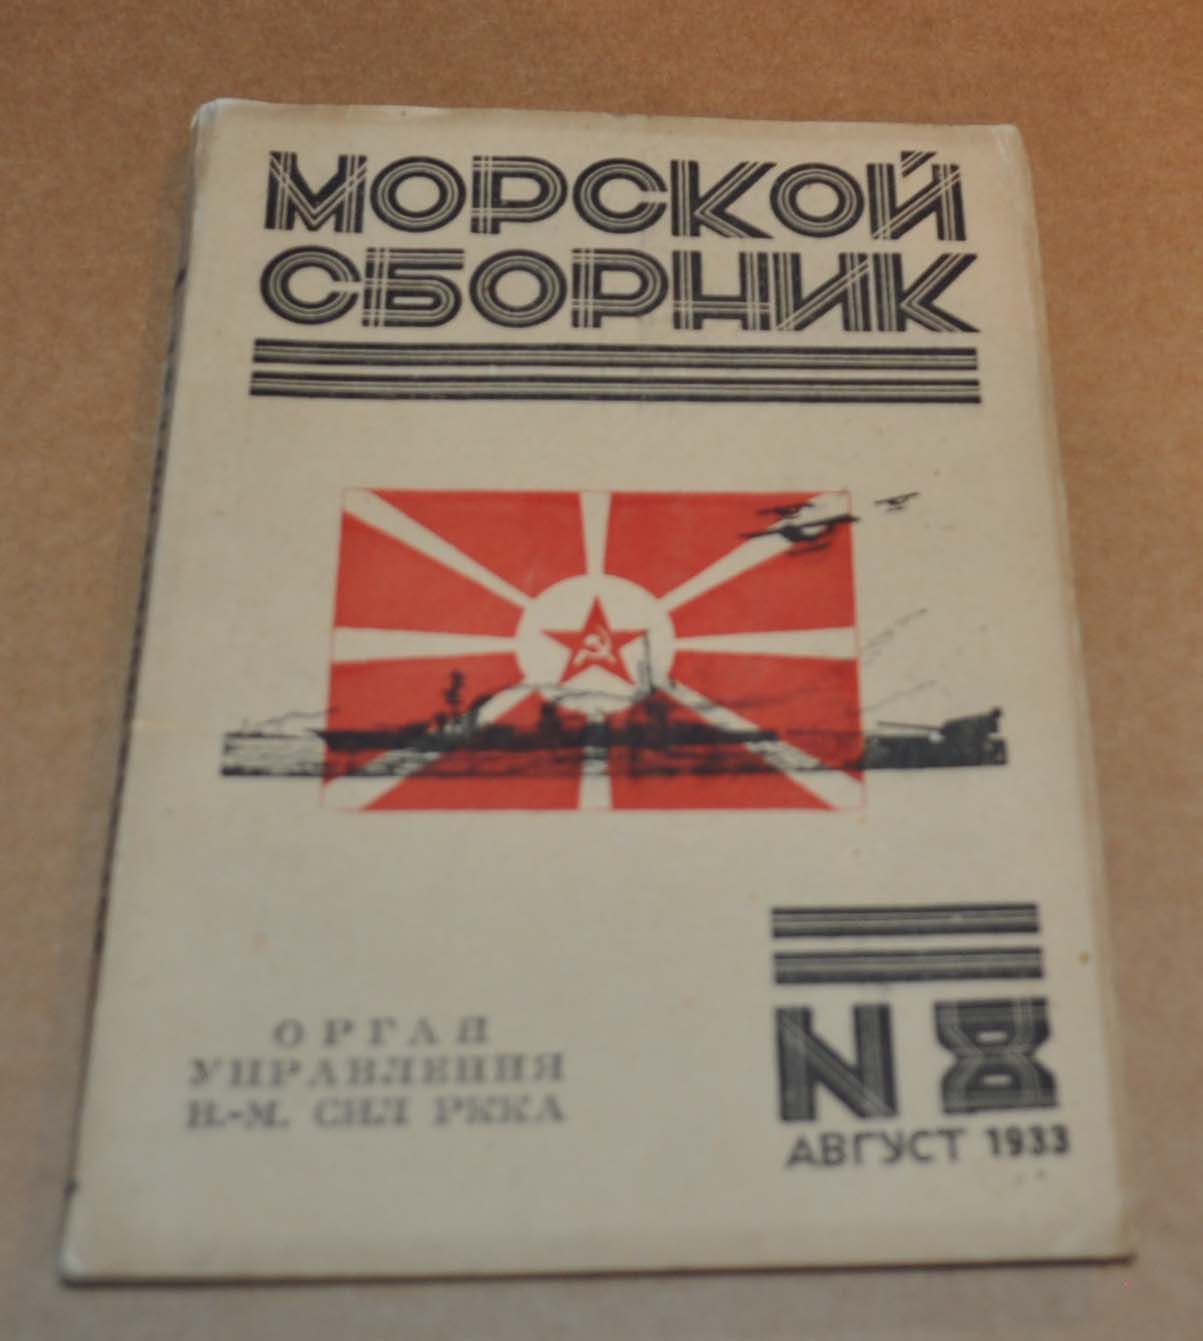 МОРСКОЙ
СБОРНИК
ОРГАН
УПРАВЛЕНИЯ
В.-М. СИЛ РККА
N 8
АВГУСТ 1933